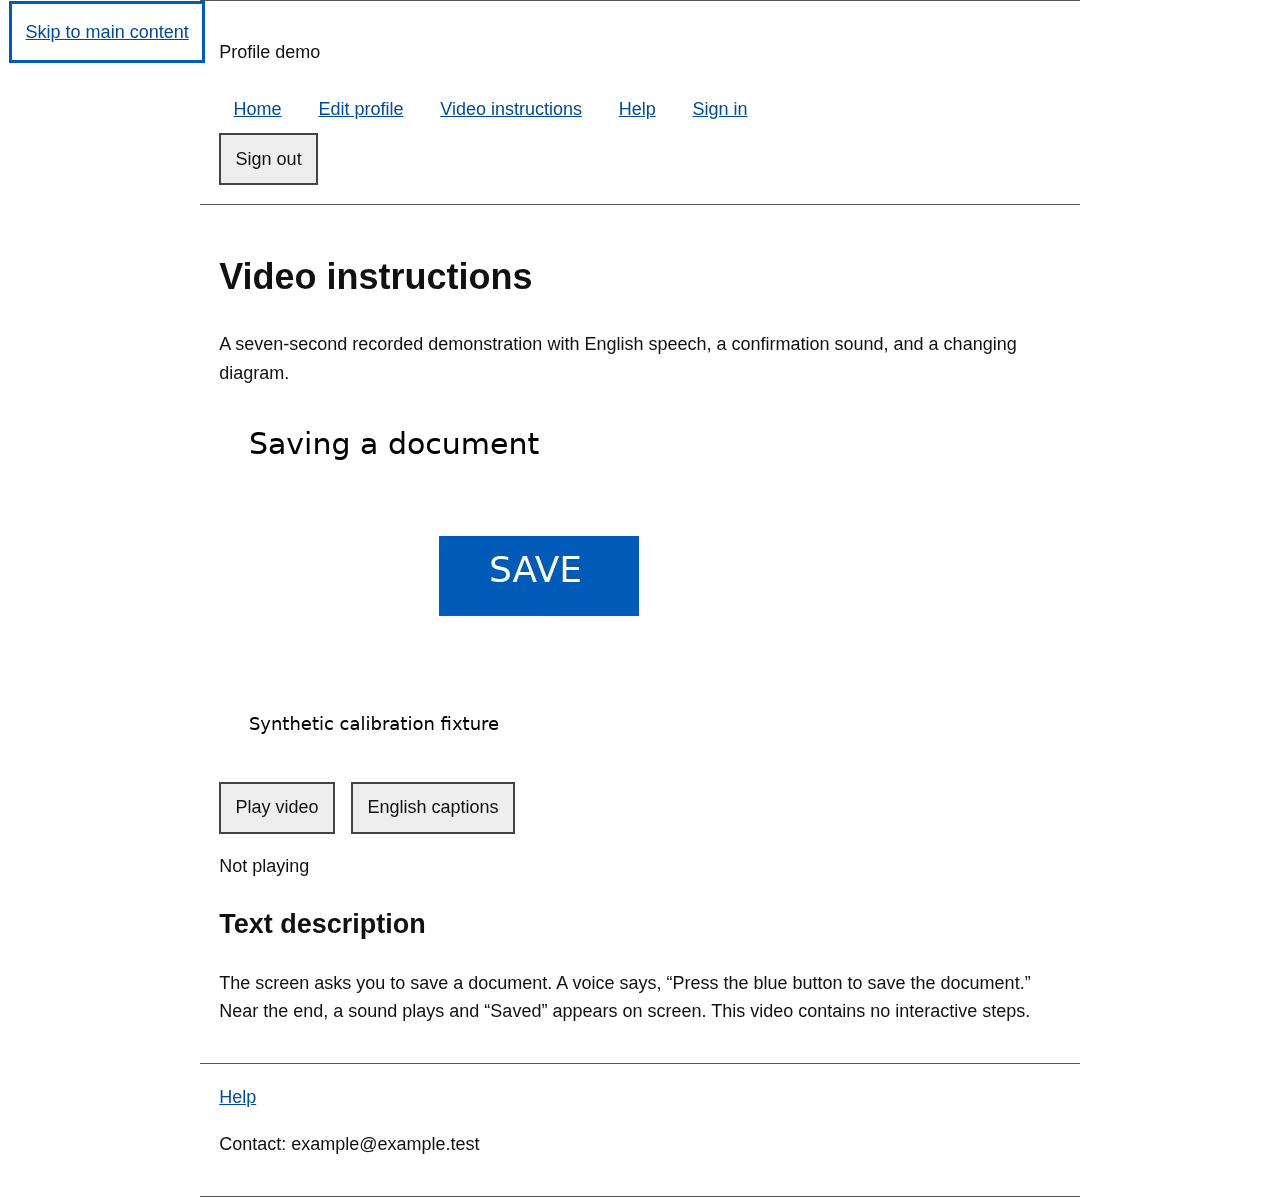 Skip to main content
Profile demo
Home Edit profile Video instructions Help Sign in
Sign out
Video instructions
A seven-second recorded demonstration with English speech, a confirmation sound, and a changing
diagram.
Saving a document
SAVE
Synthetic calibration fixture
Play video English captions
Not playing
Text description
The screen asks you to save a document. A voice says, “Press the blue button to save the document.”
Near the end, a sound plays and “Saved” appears on screen. This video contains no interactive steps.
Help
Contact: example@example.test